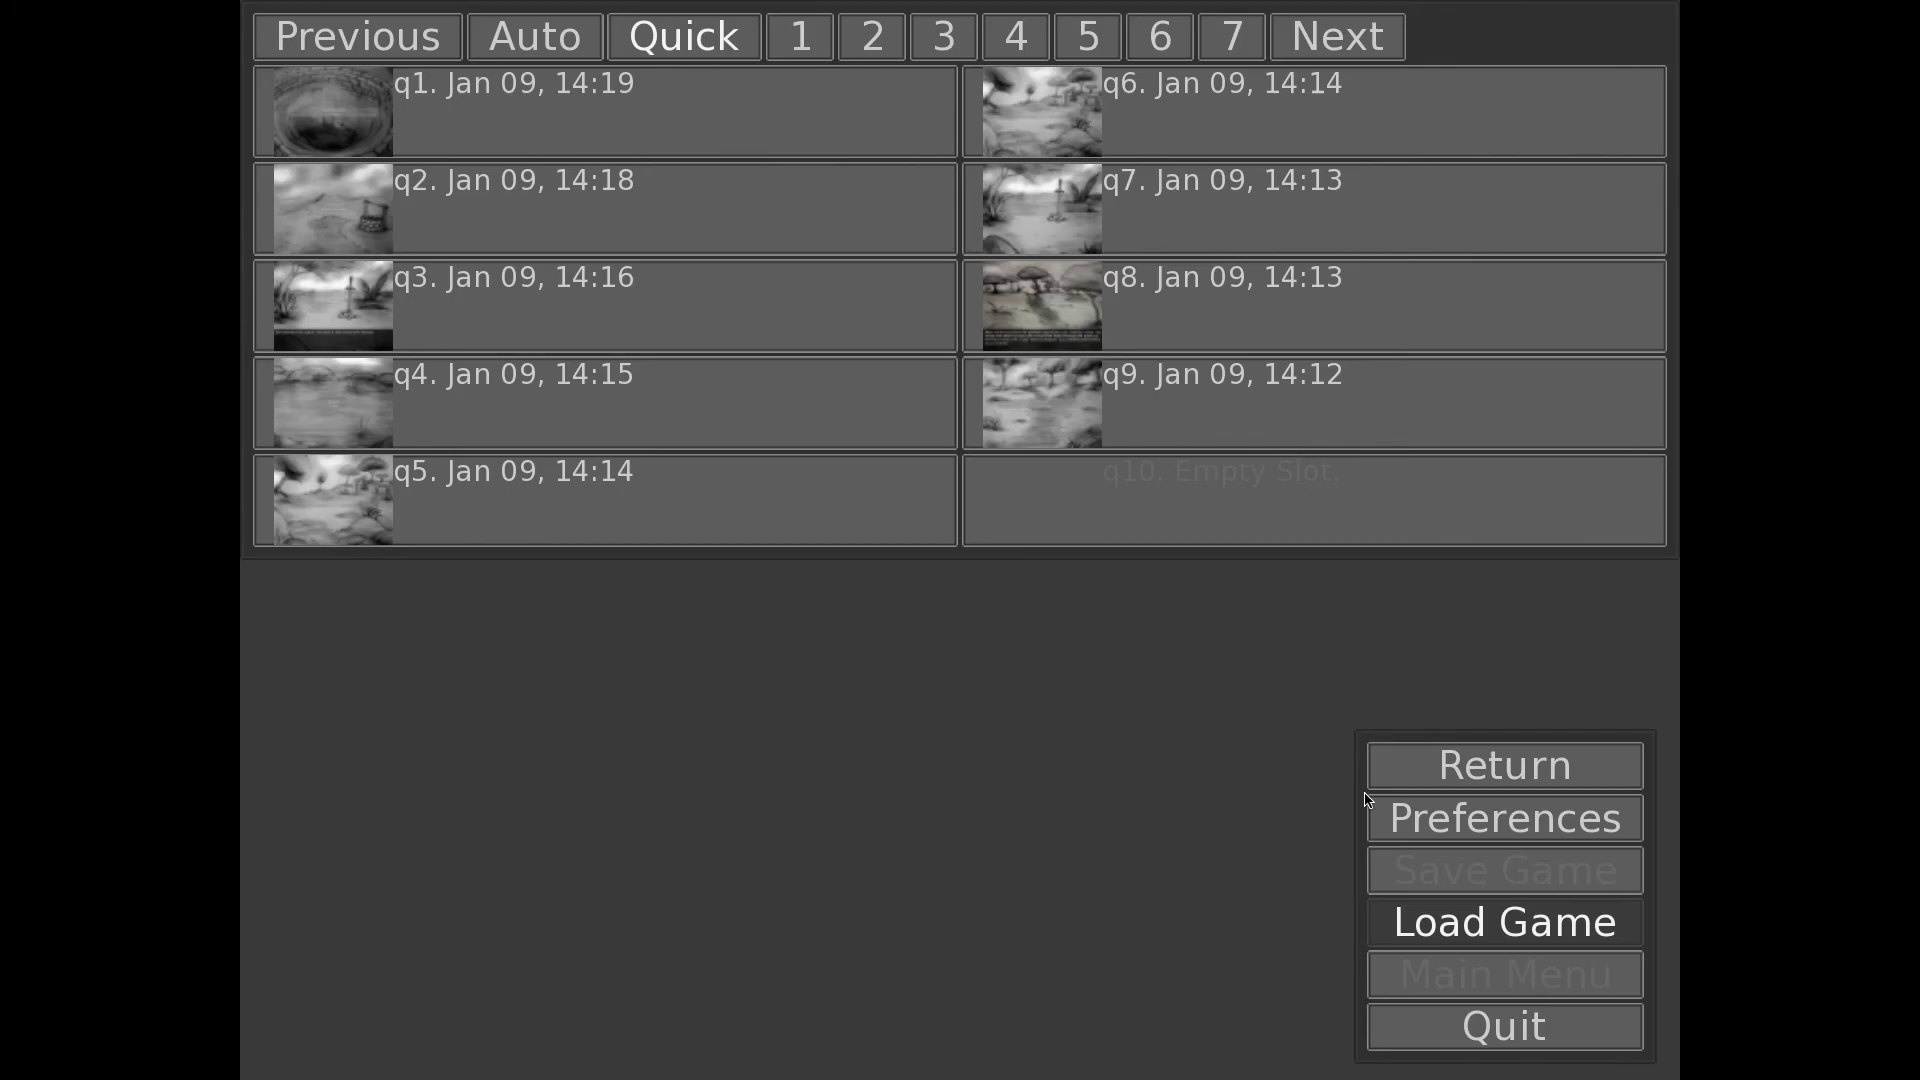 Previous Auto Quick 1 2 3 4 5 6 7 Next
q1. Jan 09, 14:19
q2. Jan 09, 14:18
q3. Jan 09, 14:16
q4. Jan 09, 14:15
q5. Jan 09, 14:14
q6. Jan 09, 14:14
q7. Jan 09, 14:13
q8. Jan 09, 14:13
q9. Jan 09, 14:12
q10. Empty Slot.
Return
Preferences
Save Game
Load Game
Main Menu
Quit